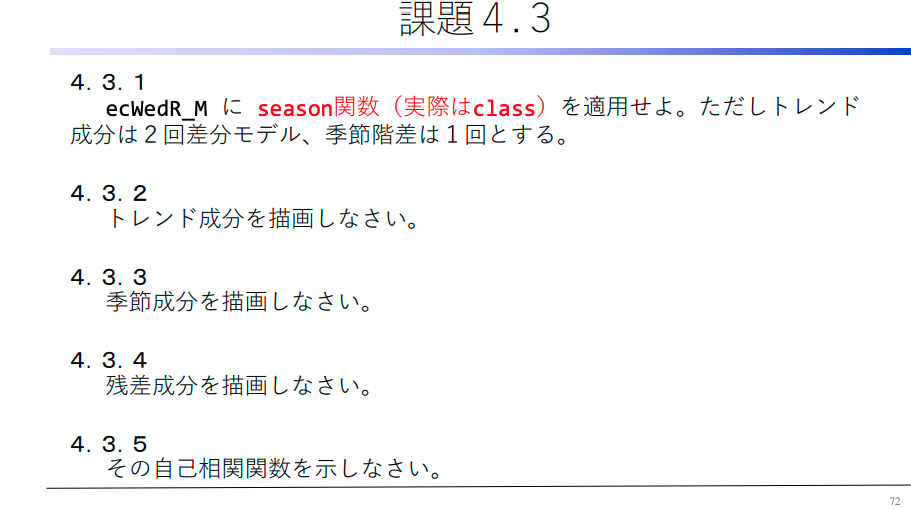 課題４.３
４．３．１
ecWedR_M に season関数（実際はclass）を適用せよ。ただしトレンド
成分は２回差分モデル、季節階差は１回とする。
４．３．２
トレンド成分を描画しなさい。
４．３．３
季節成分を描画しなさい。
４．３．４
残差成分を描画しなさい。
４．３．５
その自己相関関数を示しなさい。
72